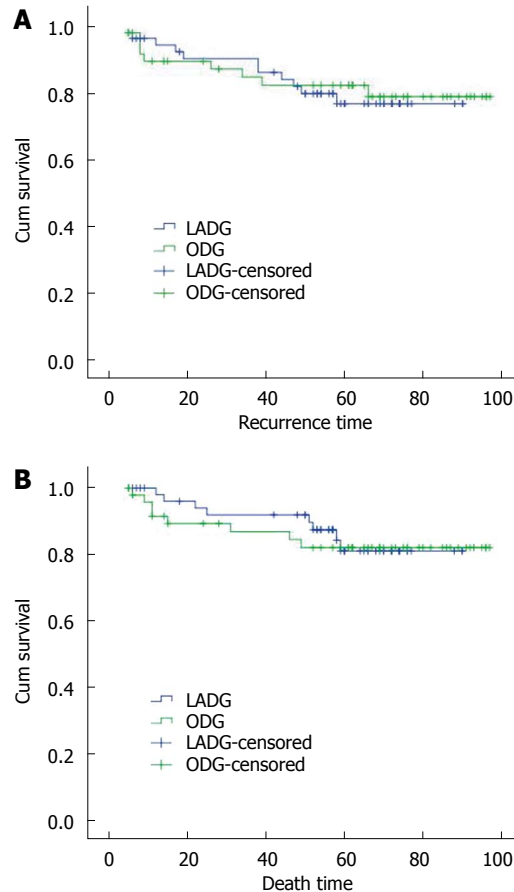 A
1.0
0.8
0.6
0.4
0.2
0.0
Cum survival
LADG
ODG
LADG-censored
ODG-censored
0 20 40 60 80 100
Recurrence time
B
1.0
0.8
0.6
0.4
0.2
0.0
Cum survival
LADG
ODG
LADG-censored
ODG-censored
0 20 40 60 80 100
Death time